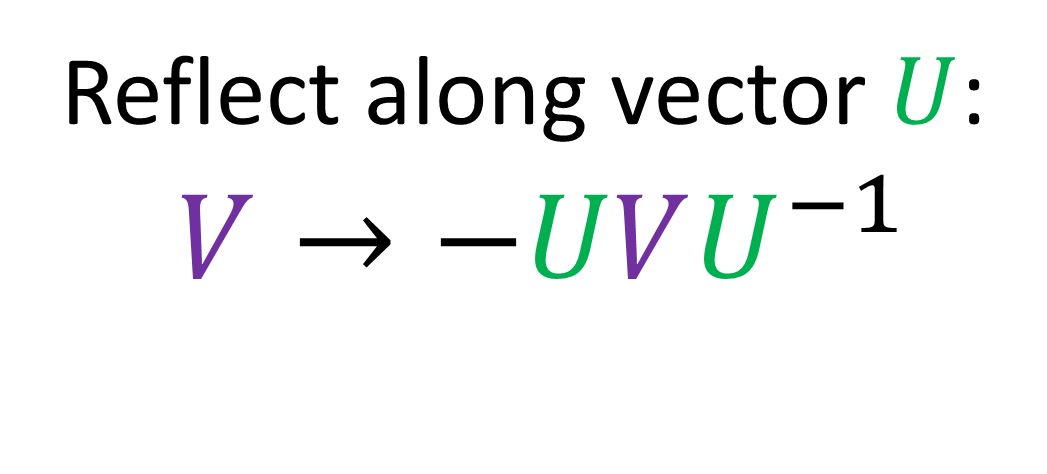 Reflect along vector U:
V → −UVU⁻¹